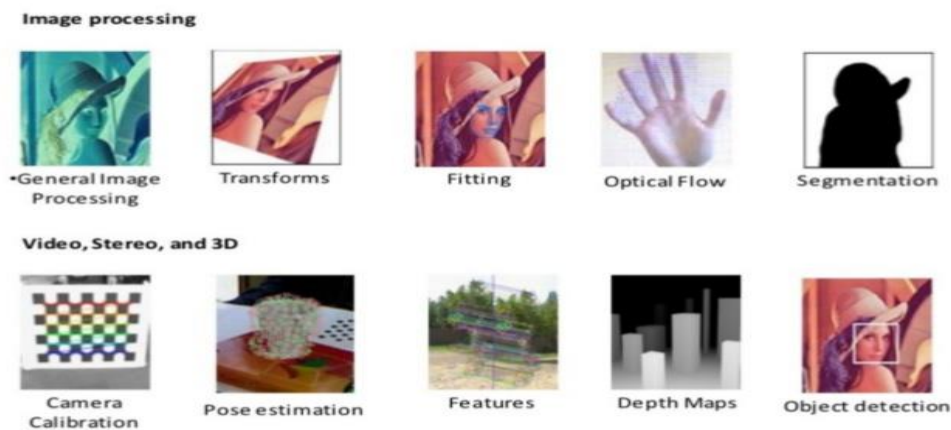 Image processing
•General Image
Processing
Transforms
Fitting
Optical Flow
Segmentation
Video, Stereo, and 3D
Camera
Calibration
Pose estimation
Features
Depth Maps
Object detection